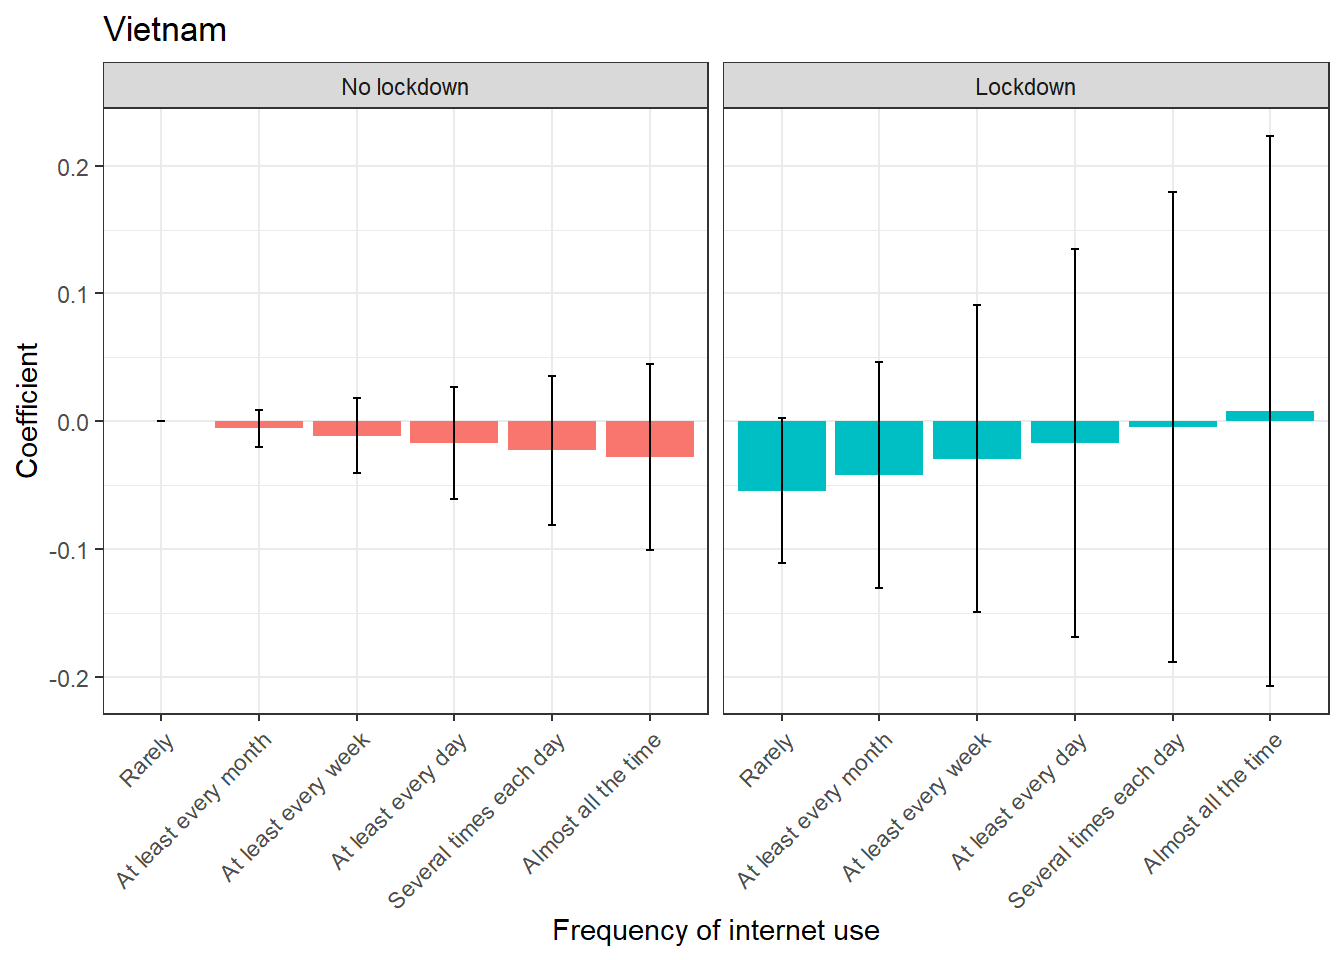 Vietnam
No lockdown
Lockdown
0.2
0.1
0.0
-0.1
-0.2
Coefficient
Rarely
At least every month
At least every week
At least every day
Several times each day
Almost all the time
Rarely
At least every month
At least every week
At least every day
Several times each day
Almost all the time
Frequency of internet use